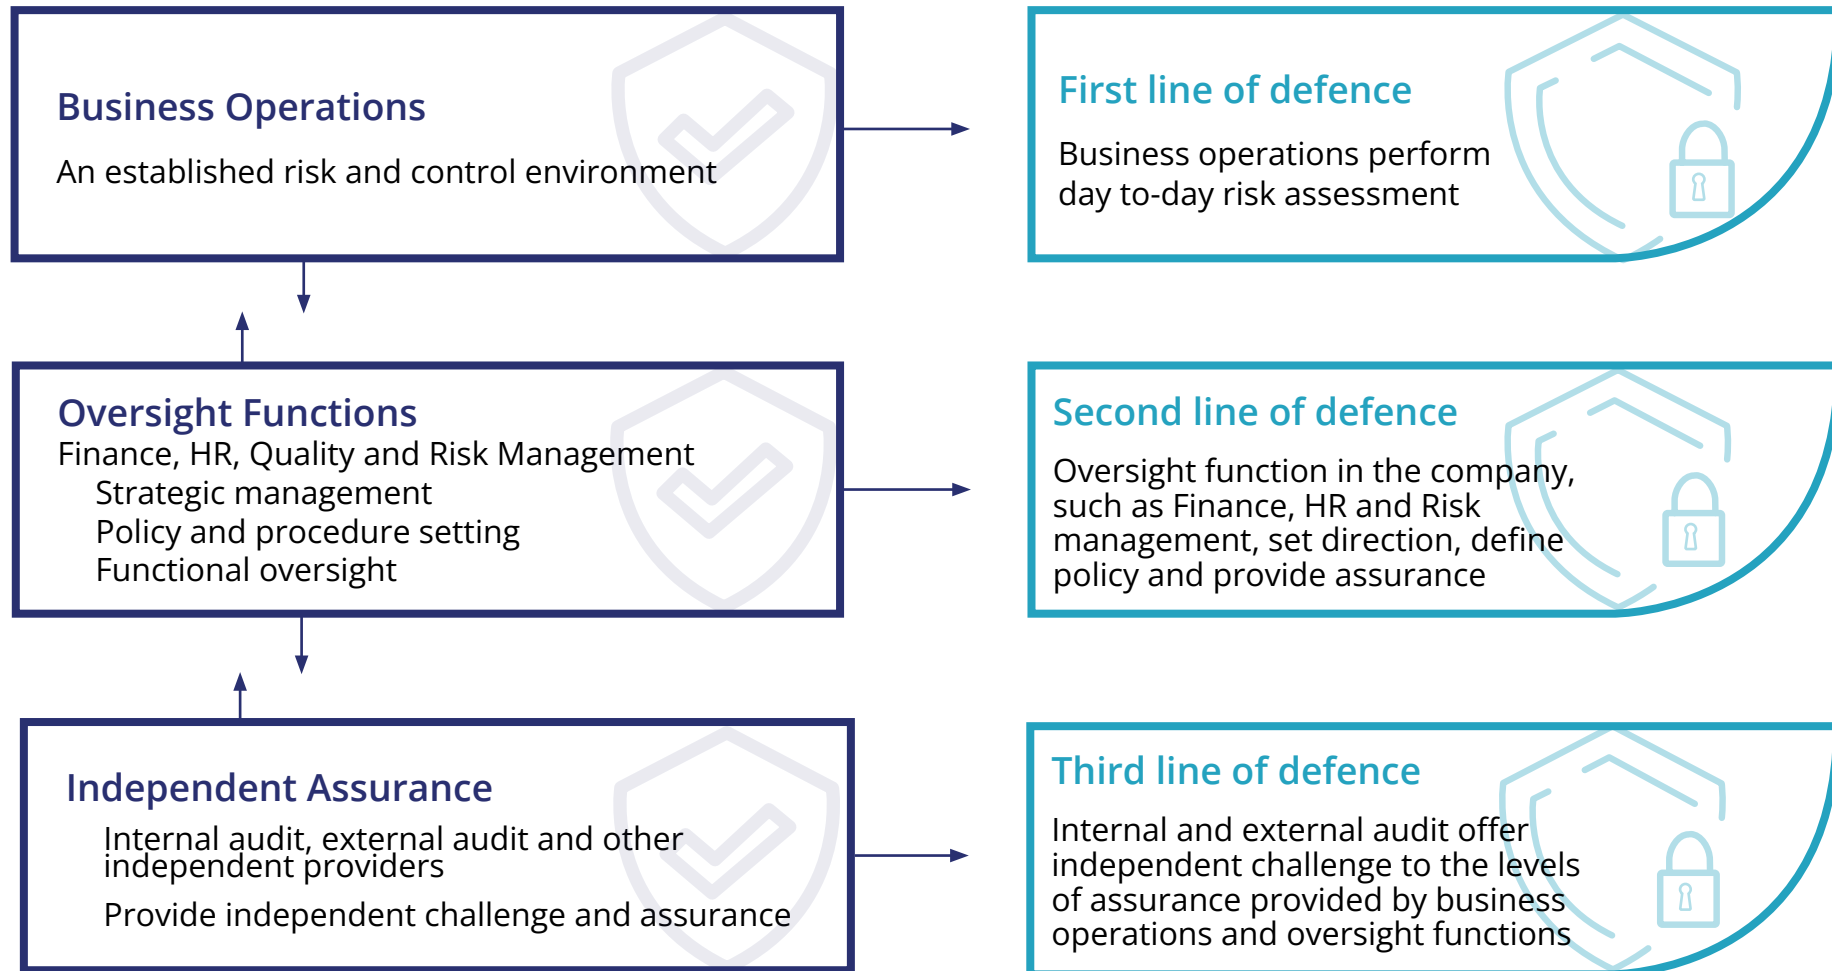 Business Operations
An established risk and control environment
First line of defence
Business operations perform
day to-day risk assessment
Oversight Functions
Finance, HR, Quality and Risk Management
Strategic management
Policy and procedure setting
Functional oversight
Second line of defence
Oversight function in the company,
such as Finance, HR and Risk
management, set direction, define
policy and provide assurance
Independent Assurance
Internal audit, external audit and other
independent providers
Provide independent challenge and assurance
Third line of defence
Internal and external audit offer
independent challenge to the levels
of assurance provided by business
operations and oversight functions